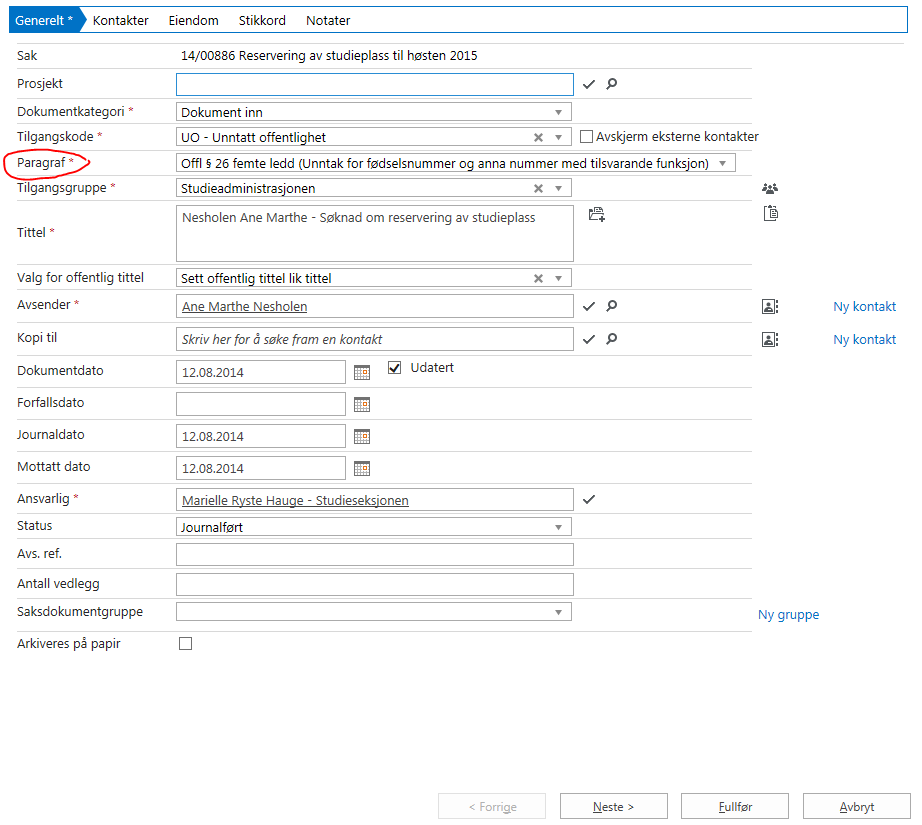 Generelt * Kontakter Eiendom Stikkord Notater
Sak 14/00886 Reservering av studieplass til høsten 2015
Prosjekt
Dokumentkategori * Dokument inn
Tilgangskode * UO - Unntatt offentlighet Avskjerm eksterne kontakter
Paragraf * Offl § 26 femte ledd (Unntak for fødselsnummer og anna nummer med tilsvarande funksjon)
Tilgangsgruppe * Studieadministrasjonen
Tittel * Nesholen Ane Marthe - Søknad om reservering av studieplass
Valg for offentlig tittel Sett offentlig tittel lik tittel
Avsender * Ane Marthe Nesholen Ny kontakt
Kopi til Skriv her for å søke fram en kontakt Ny kontakt
Dokumentdato 12.08.2014 Udatert
Forfallsdato
Journaldato 12.08.2014
Mottatt dato 12.08.2014
Ansvarlig * Marielle Ryste Hauge - Studieseksjonen
Status Journalført
Avs. ref.
Antall vedlegg
Saksdokumentgruppe Ny gruppe
Arkiveres på papir
< Forrige Neste > Fullfør Avbryt